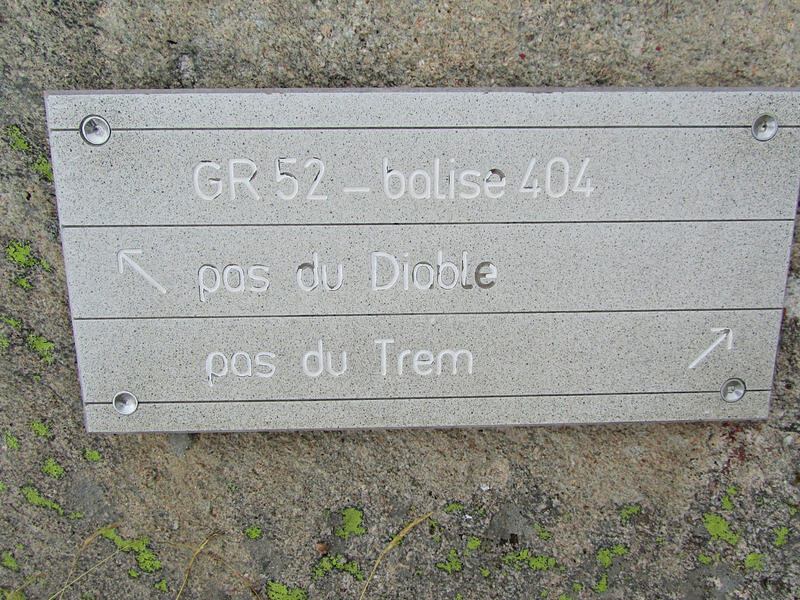 GR 52 – balise 404
↖ pas du Diable
pas du Trem ↗